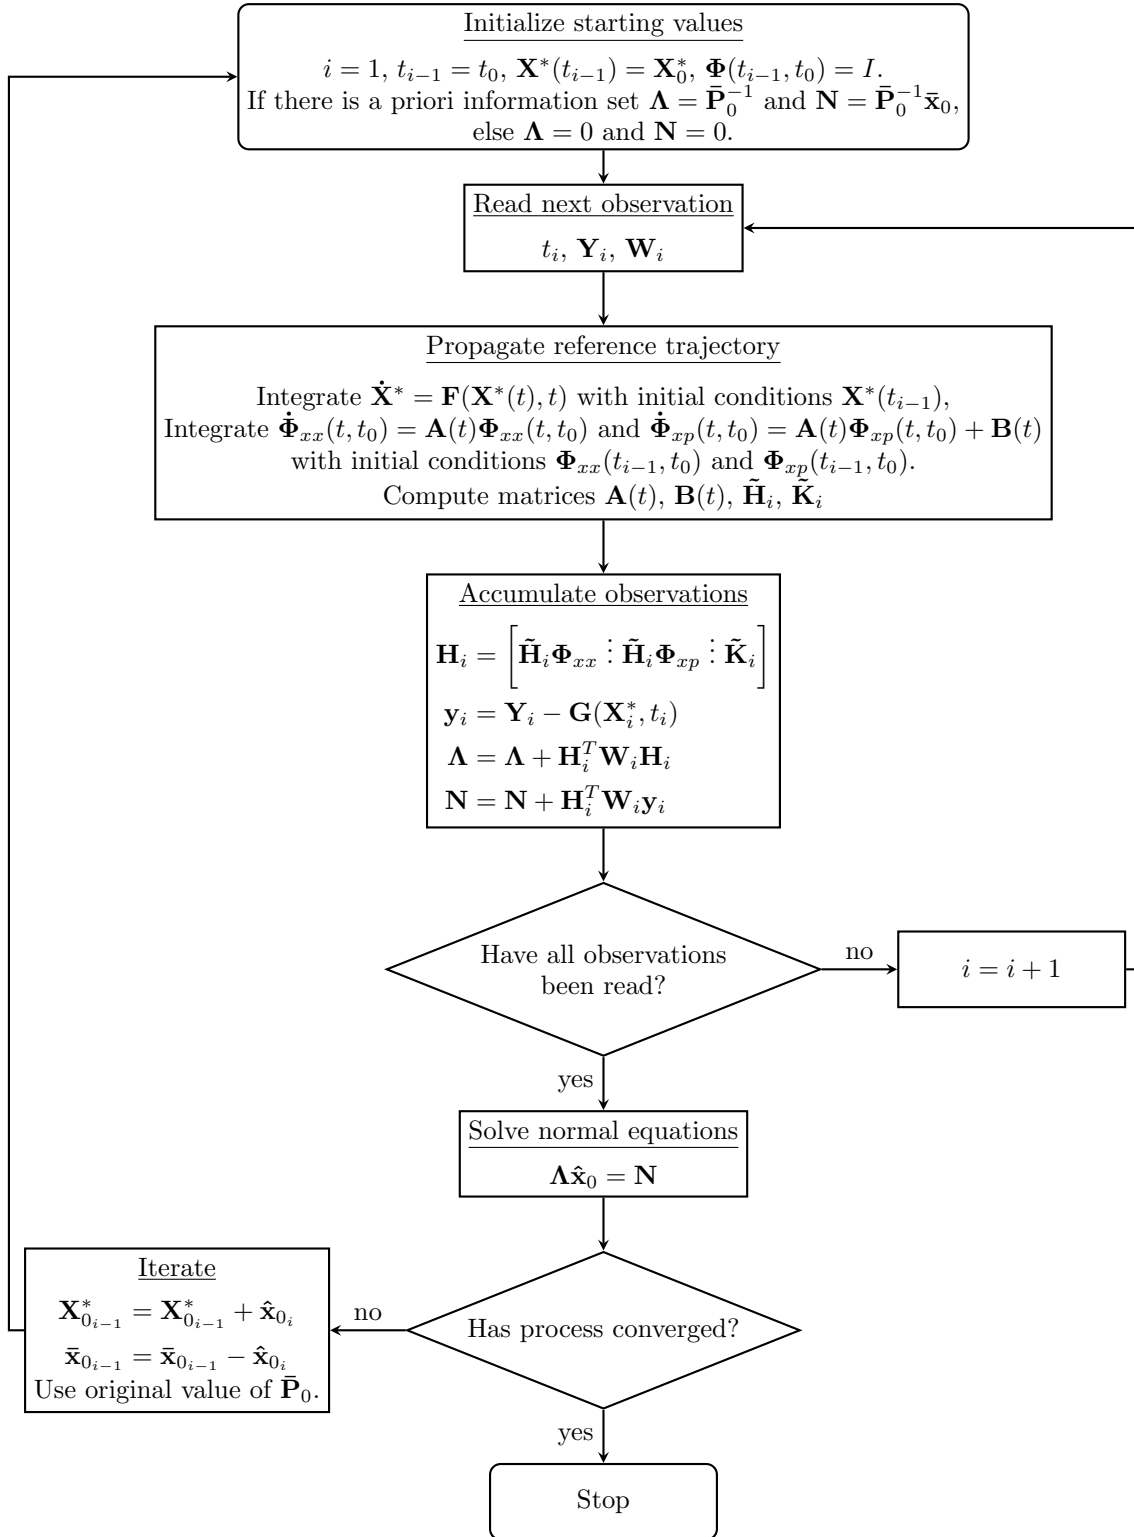 Initialize starting values
i = 1, t_{i−1} = t_0, X*(t_{i−1}) = X*_0, Φ(t_{i−1}, t_0) = I.
If there is a priori information set Λ = P̄_0^{−1} and N = P̄_0^{−1}x̄_0,
else Λ = 0 and N = 0.
Read next observation
t_i, Y_i, W_i
Propagate reference trajectory
Integrate Ẋ* = F(X*(t), t) with initial conditions X*(t_{i−1}),
Integrate Φ̇_{xx}(t, t_0) = A(t)Φ_{xx}(t, t_0) and Φ̇_{xp}(t, t_0) = A(t)Φ_{xp}(t, t_0) + B(t)
with initial conditions Φ_{xx}(t_{i−1}, t_0) and Φ_{xp}(t_{i−1}, t_0).
Compute matrices A(t), B(t), H̃_i, K̃_i
Accumulate observations
H_i = [H̃_iΦ_{xx} ⋮ H̃_iΦ_{xp} ⋮ K̃_i]
y_i = Y_i − G(X*_i, t_i)
Λ = Λ + H_i^T W_i H_i
N = N + H_i^T W_i y_i
Have all observations
been read?
no
i = i + 1
yes
Solve normal equations
Λx̂_0 = N
Iterate
X*_{0_{i−1}} = X*_{0_{i−1}} + x̂_{0_i}
x̄_{0_{i−1}} = x̄_{0_{i−1}} − x̂_{0_i}
Use original value of P̄_0.
no
Has process converged?
yes
Stop